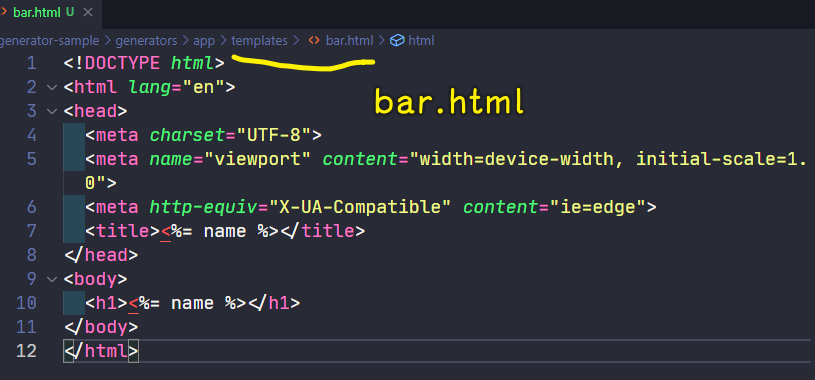 bar.html U
generator-sample > generators > app > templates > bar.html > html
1 <!DOCTYPE html>
bar.html
2 <html lang="en">
3 <head>
4 <meta charset="UTF-8">
5 <meta name="viewport" content="width=device-width, initial-scale=1.
0">
6 <meta http-equiv="X-UA-Compatible" content="ie=edge">
7 <title><%= name %></title>
8 </head>
9 <body>
10 <h1><%= name %></h1>
11 </body>
12 </html>